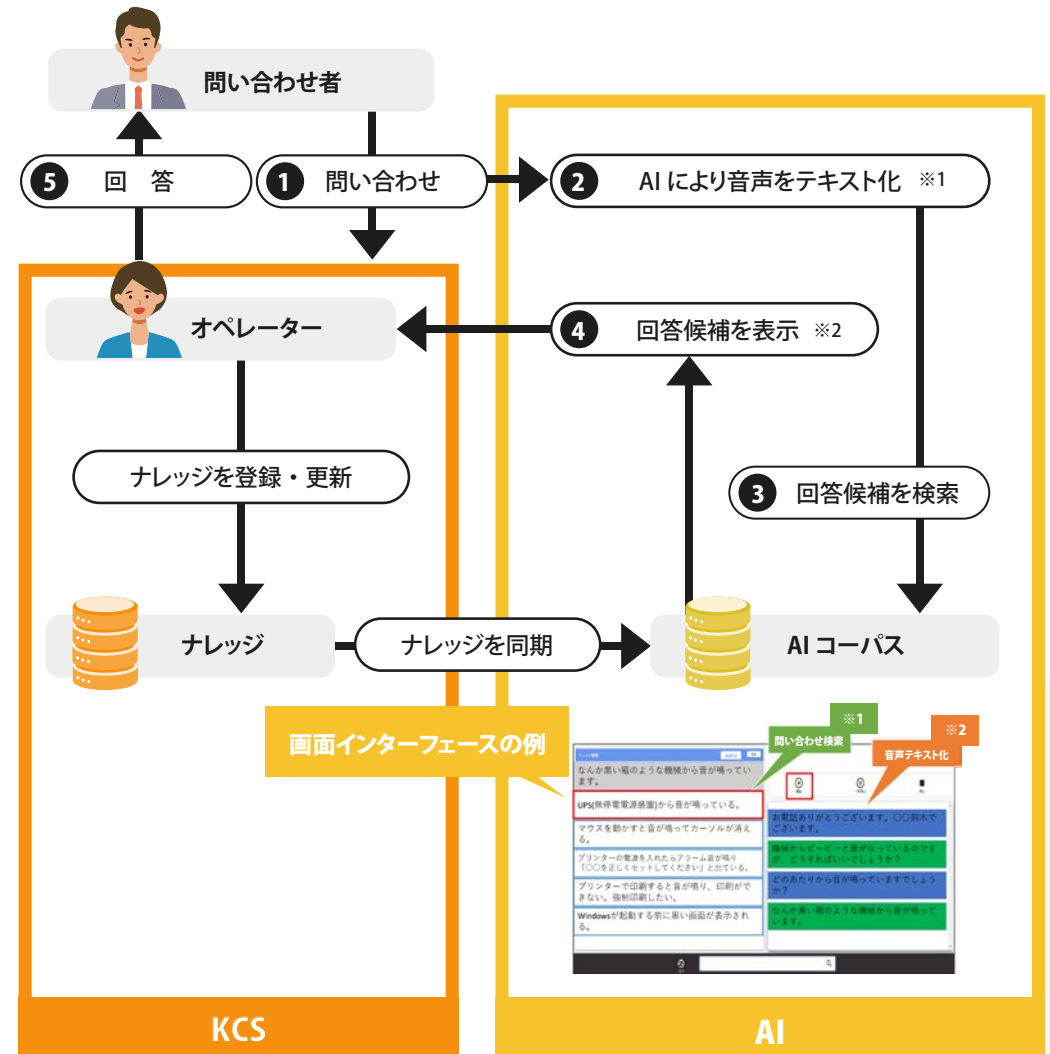 問い合わせ者
5 回 答
1 問い合わせ
2 AI により音声をテキスト化 ※1
オペレーター
4 回答候補を表示 ※2
ナレッジを登録・更新
3 回答候補を検索
ナレッジ
ナレッジを同期
AI コーパス
画面インターフェースの例
※1
問い合わせ検索
※2
音声テキスト化
なんか黒い箱のような機械から音が鳴ってい
ます。
UPS(無停電電源装置)から音が鳴っている。
マウスを動かすと音が鳴ってカーソルが消え
る。
プリンターの電源を入れたらアラーム音が鳴り
「〇〇を正しくセットしてください」と出ている。
プリンターで印刷すると音が鳴り、印刷がで
きない。強制印刷したい。
Windowsが起動する前に黒い画面が表示され
る。
お電話ありがとうございます。〇〇鈴木で
ございます。
機械からピーピーと音がなっているのです
が、どうすればいいでしょうか？
どのあたりから音が鳴っていますでしょう
か？
なんか黒い箱のような機械から音が鳴って
います。
KCS
AI